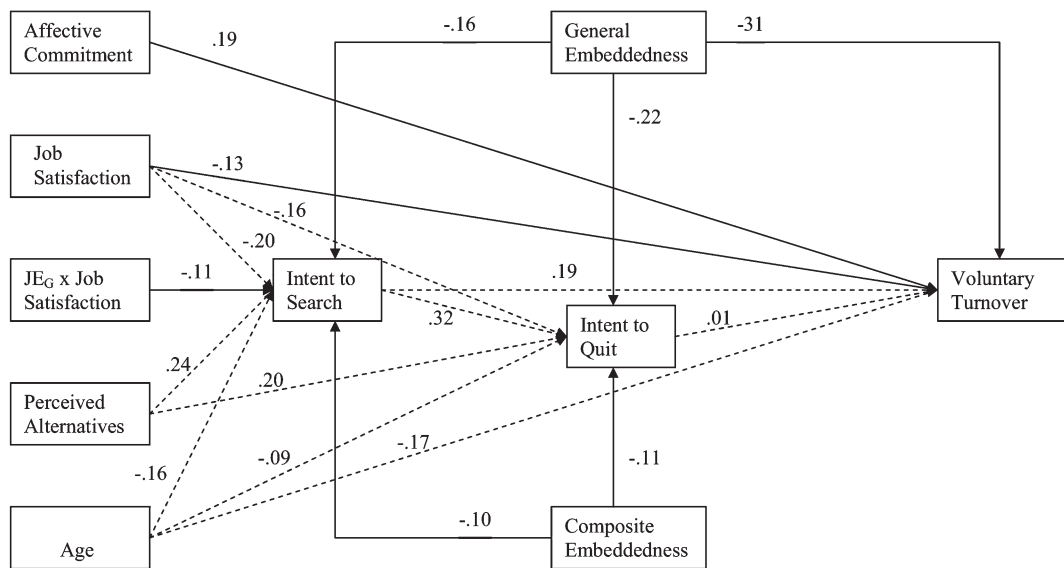 Affective
Commitment
.19
-.16
General
Embeddedness
-31
-.22
Job
Satisfaction
-.13
-.16
-.20
JEG x Job
Satisfaction
-.11
Intent to
Search
.19
Voluntary
Turnover
.32
Intent to
Quit
.01
.24
.20
Perceived
Alternatives
-.16
-.09
-.17
-.11
Age
-.10
Composite
Embeddedness